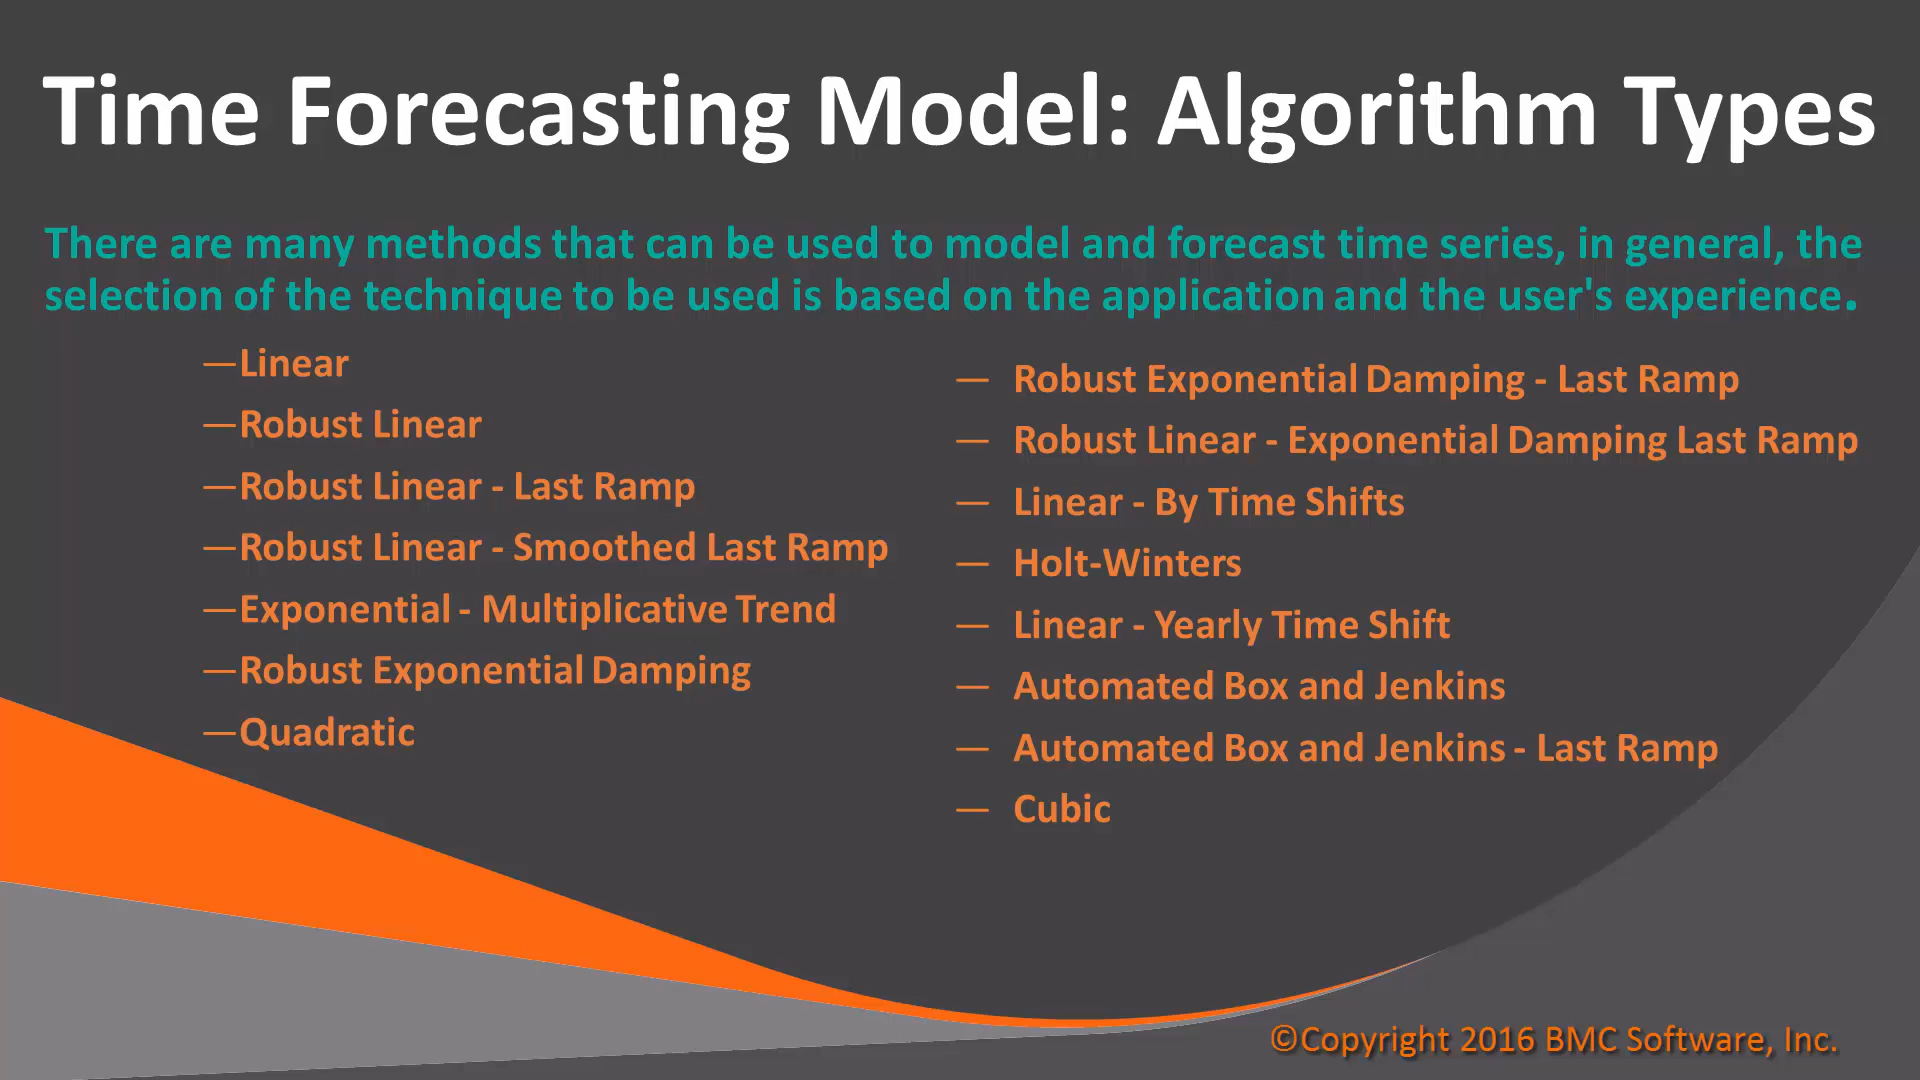 Time Forecasting Model: Algorithm Types
There are many methods that can be used to model and forecast time series, in general, the
selection of the technique to be used is based on the application and the user's experience.
—Linear
—Robust Linear
—Robust Linear - Last Ramp
—Robust Linear - Smoothed Last Ramp
—Exponential - Multiplicative Trend
—Robust Exponential Damping
—Quadratic
— Robust Exponential Damping - Last Ramp
— Robust Linear - Exponential Damping Last Ramp
— Linear - By Time Shifts
— Holt-Winters
— Linear - Yearly Time Shift
— Automated Box and Jenkins
— Automated Box and Jenkins - Last Ramp
— Cubic
©Copyright 2016 BMC Software, Inc.